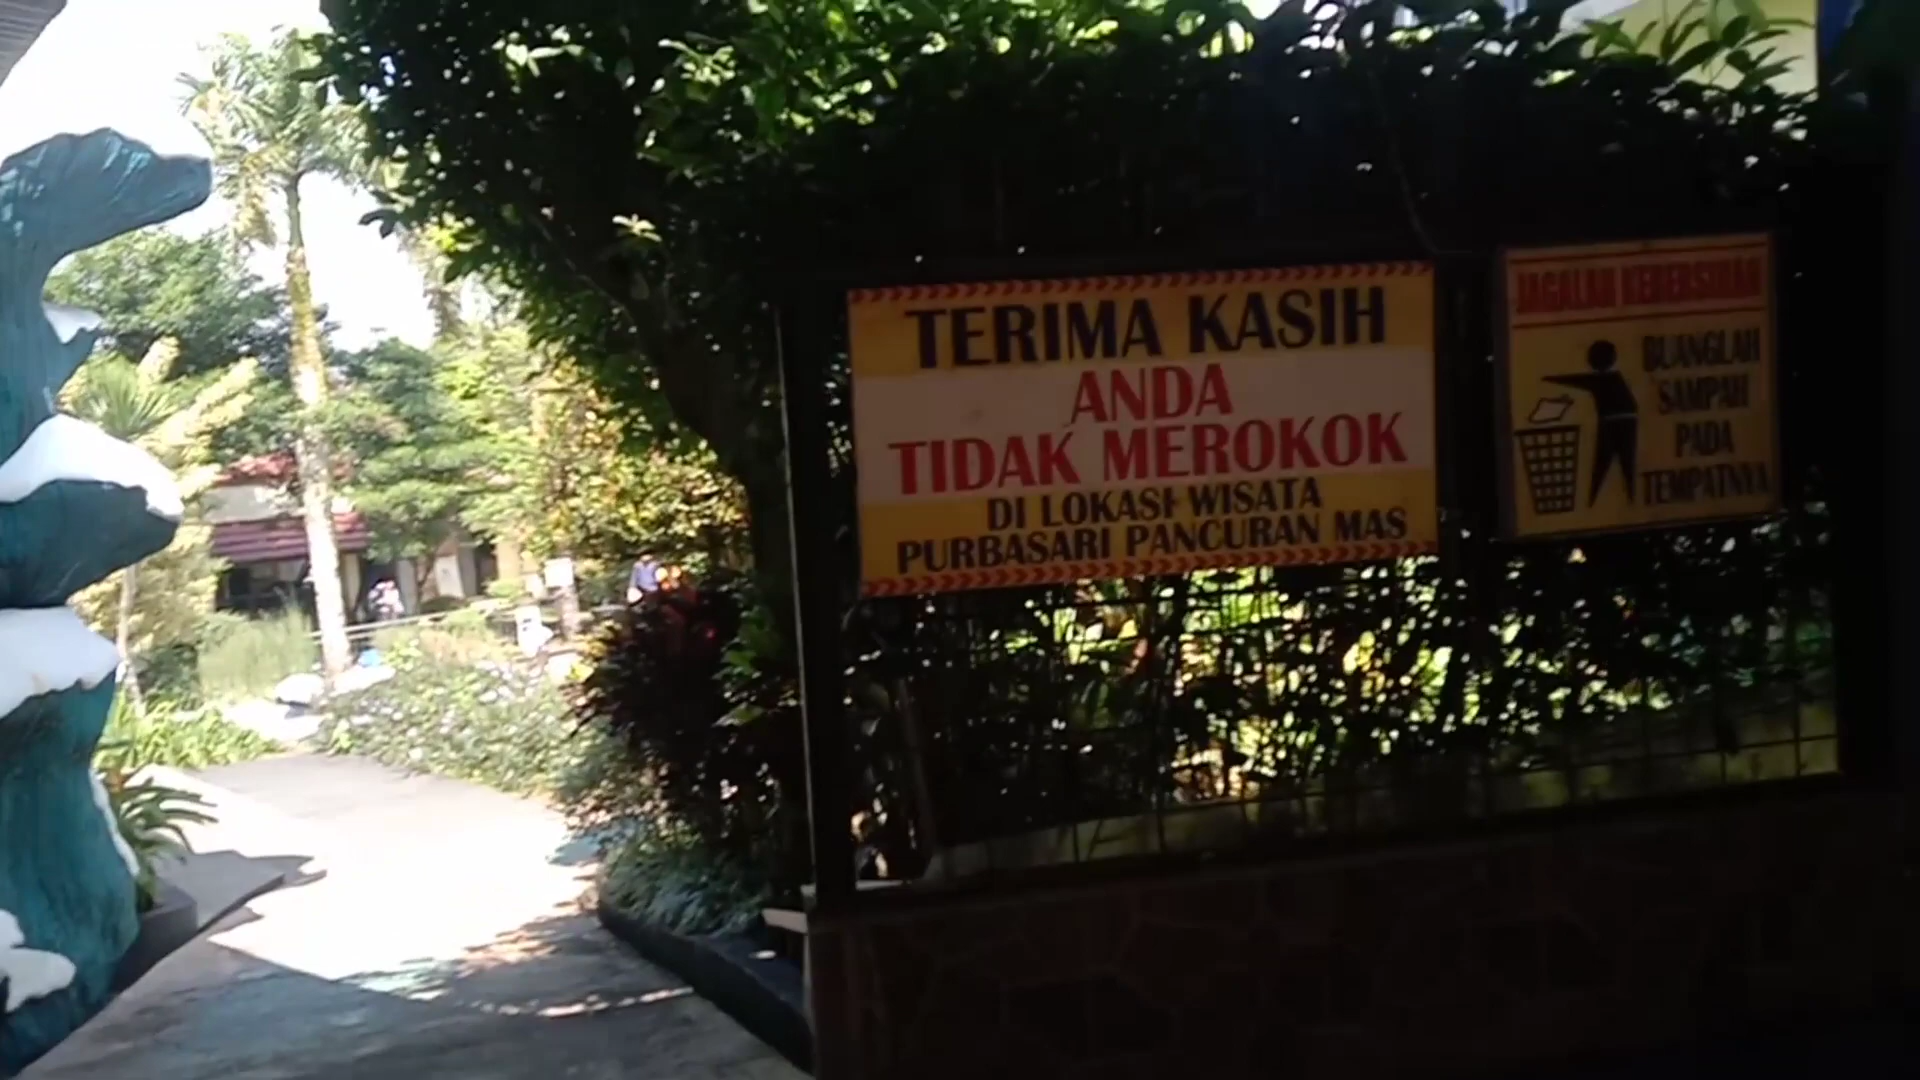 TERIMA KASIH
ANDA
TIDAK MEROKOK
DI LOKASI WISATA
PURBASARI PANCURAN MAS
JAGALAH KEBERSIHAN
BUANGLAH
SAMPAH
PADA
TEMPATNYA